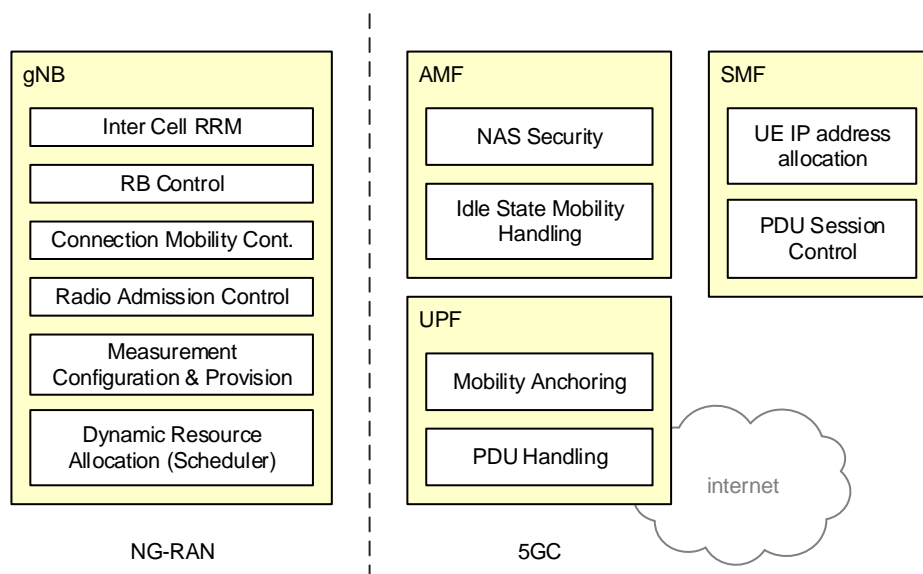 gNB
Inter Cell RRM
RB Control
Connection Mobility Cont.
Radio Admission Control
Measurement
Configuration & Provision
Dynamic Resource
Allocation (Scheduler)
NG-RAN
AMF
NAS Security
Idle State Mobility
Handling
UPF
Mobility Anchoring
PDU Handling
SMF
UE IP address
allocation
PDU Session
Control
internet
5GC